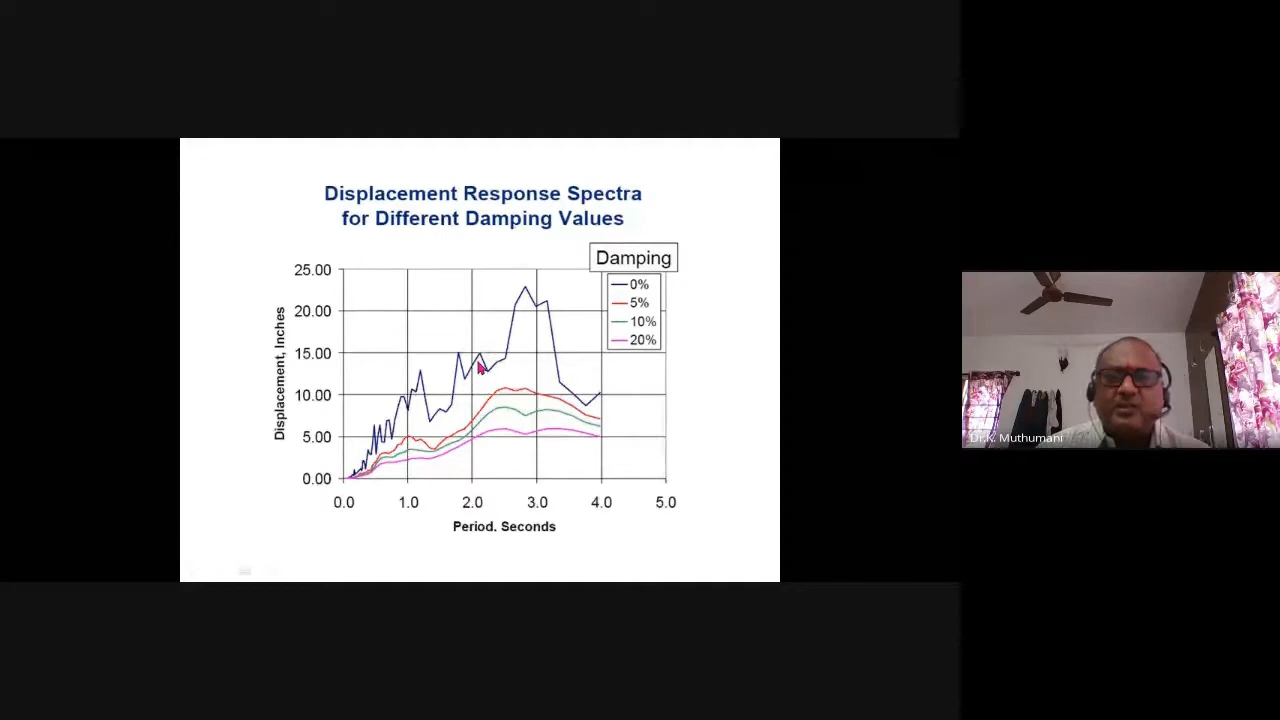 Displacement Response Spectra
for Different Damping Values
Damping
0%
5%
10%
20%
25.00
20.00
15.00
10.00
5.00
0.00
Displacement, Inches
0.0 1.0 2.0 3.0 4.0 5.0
Period. Seconds
Dr.K. Muthumani